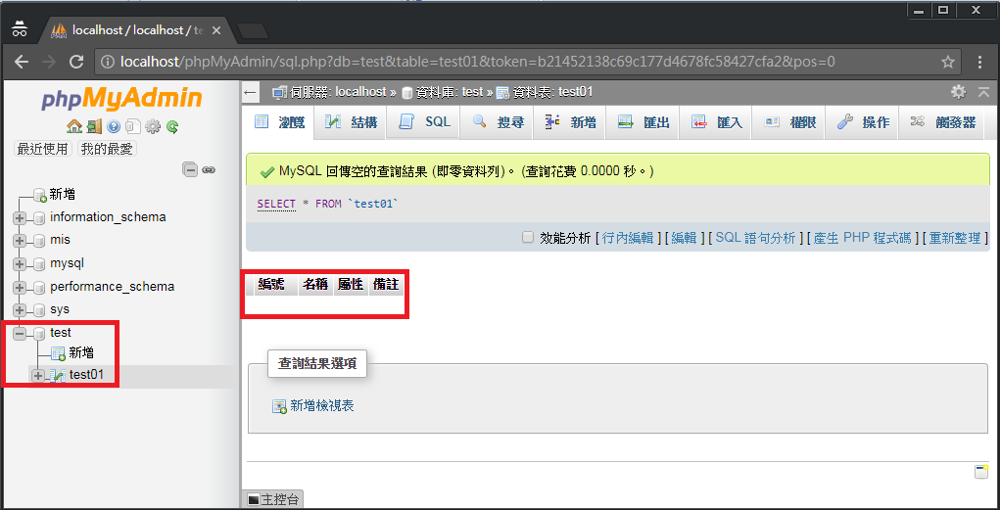 localhost / localhost / te
localhost/phpMyAdmin/sql.php?db=test&table=test01&token=b21452138c69c177d4678fc58427cfa2&pos=0
phpMyAdmin
最近使用 我的最愛
新增
information_schema
mis
mysql
performance_schema
sys
test
新增
test01
伺服器: localhost » 資料庫: test » 資料表: test01
瀏覽 結構 SQL 搜尋 新增 匯出 匯入 權限 操作 觸發器
MySQL 回傳空的查詢結果 (即零資料列)。 (查詢花費 0.0000 秒。)
SELECT * FROM `test01`
效能分析 [ 行內編輯 ] [ 編輯 ] [ SQL 語句分析 ] [ 產生 PHP 程式碼 ] [ 重新整理 ]
編號 名稱 屬性 備註
查詢結果選項
新增檢視表
主控台